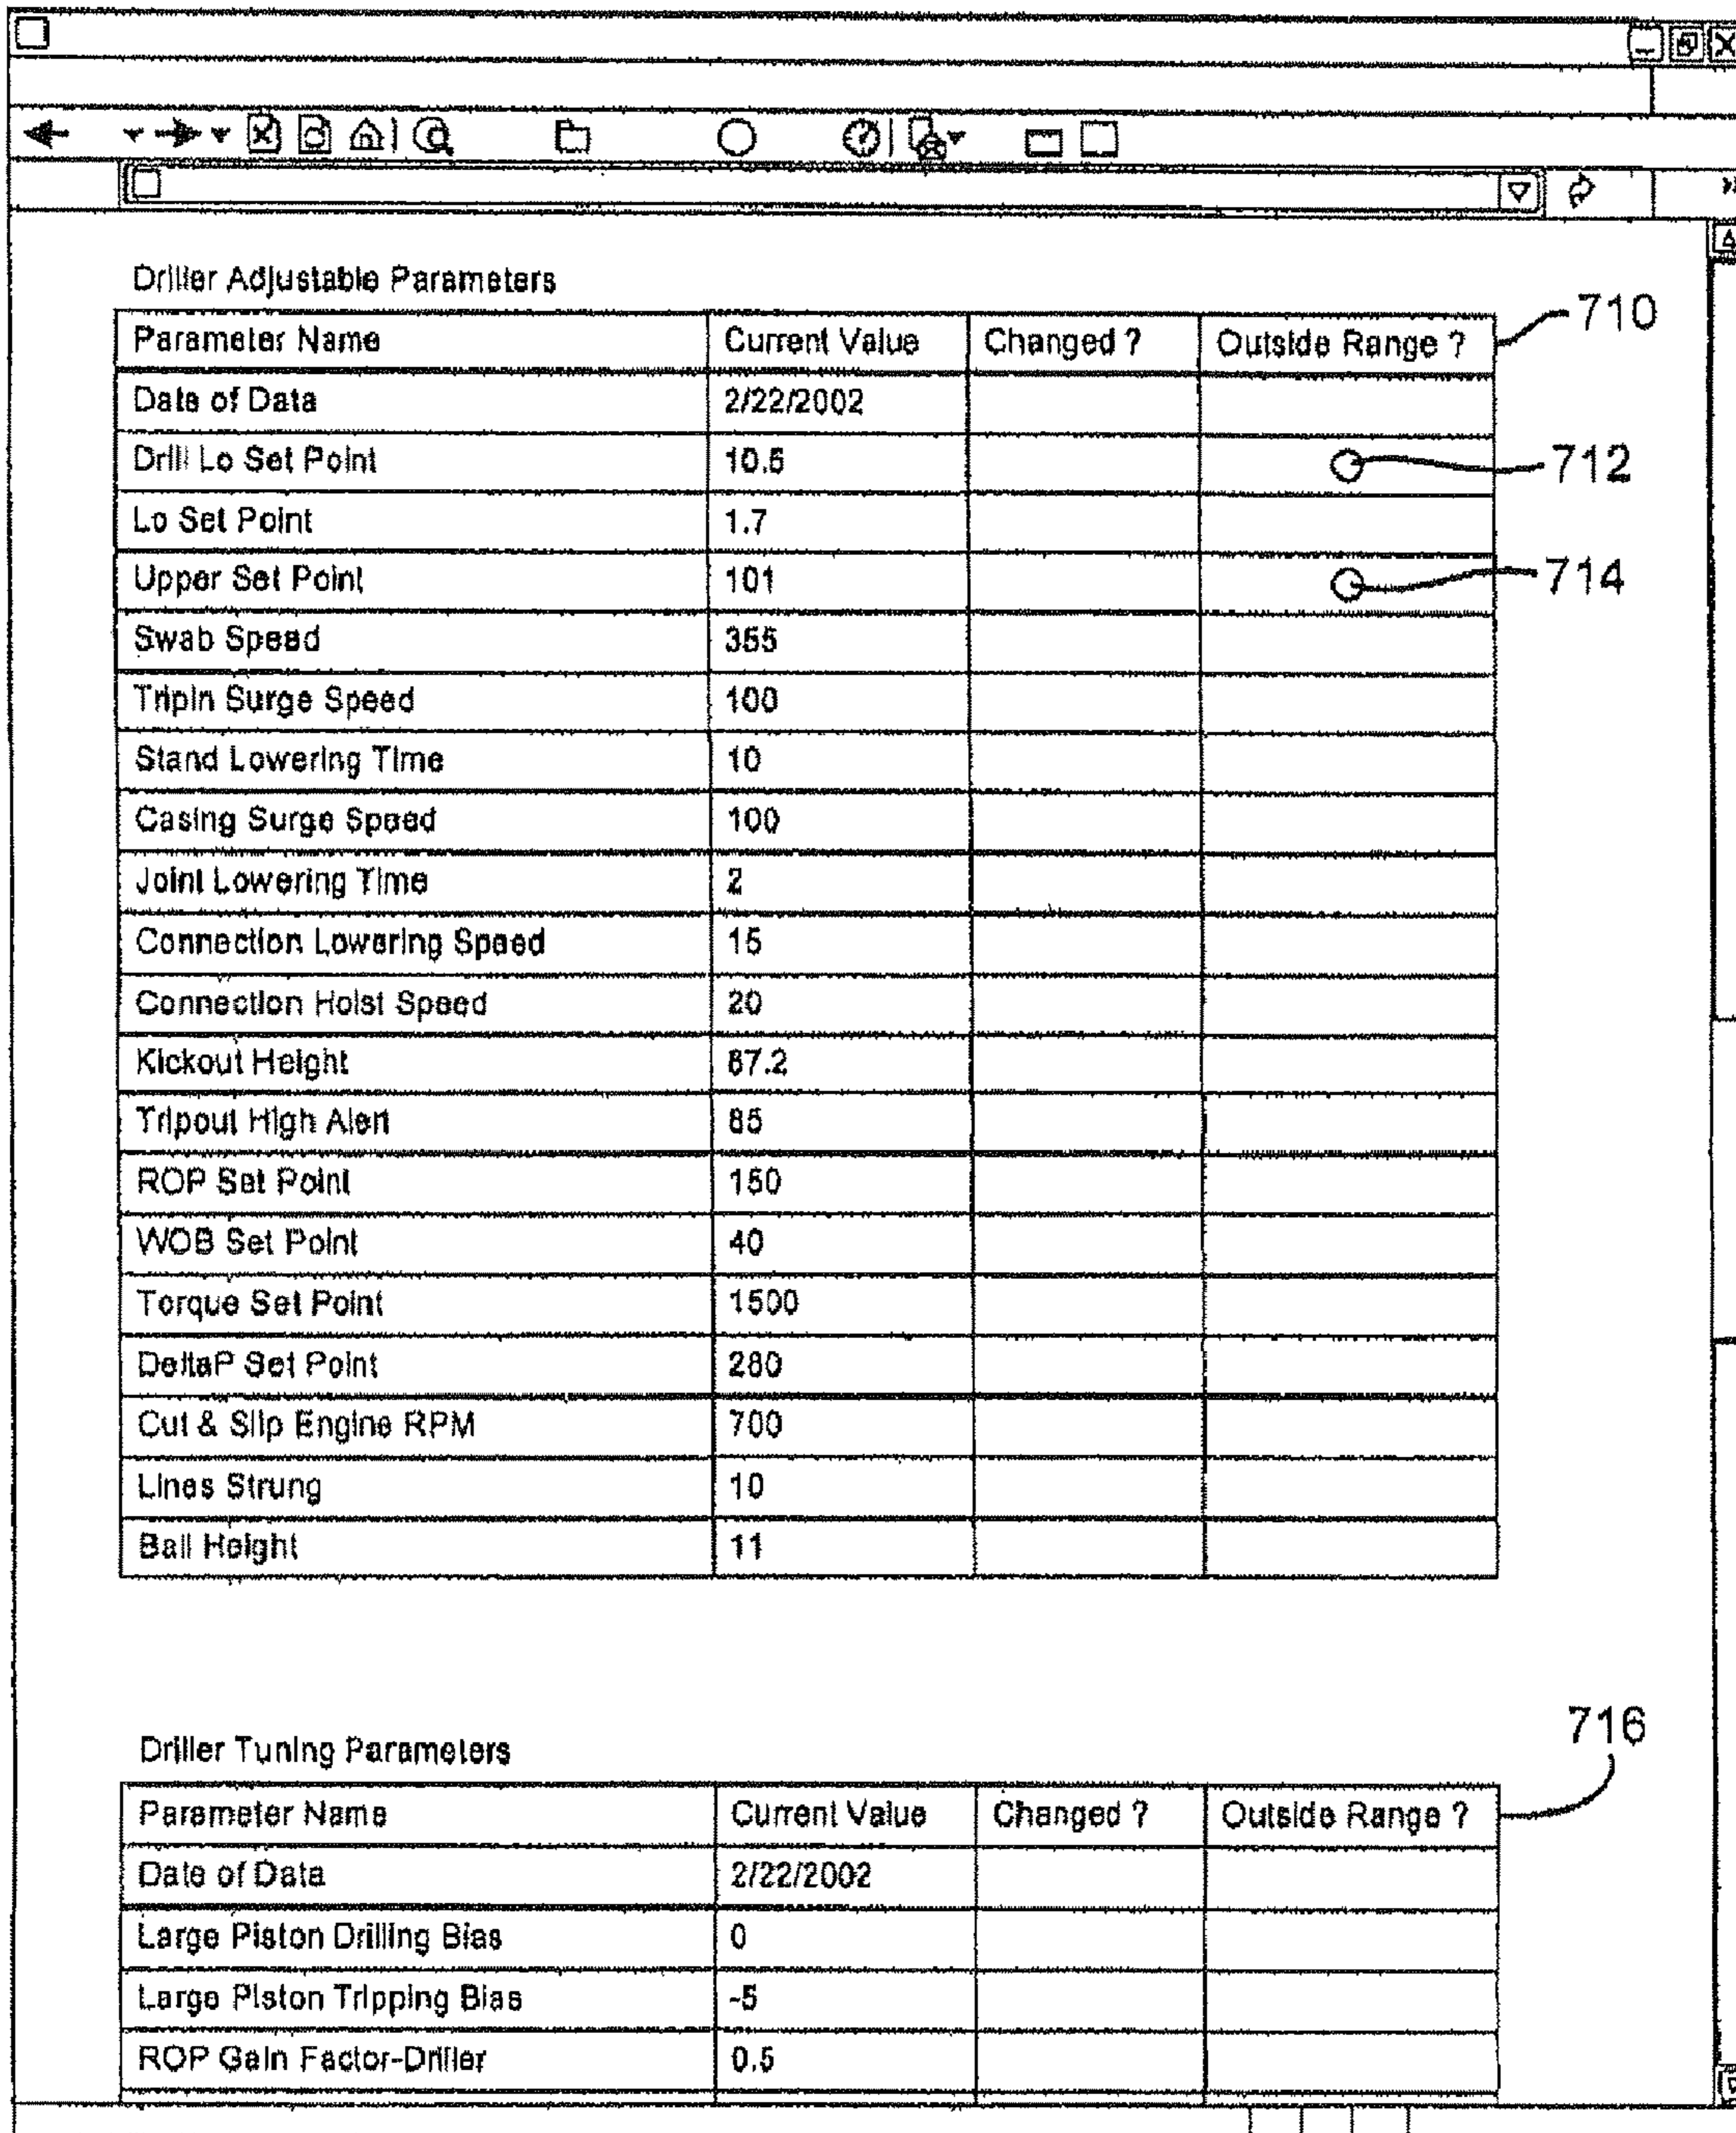 Driller Adjustable Parameters
Parameter Name Current Value Changed ? Outside Range ? 710
Date of Data 2/22/2002
Drill Lo Set Point 10.5 712
Lo Set Point 1.7
Upper Set Point 101 714
Swab Speed 355
Tripin Surge Speed 100
Stand Lowering Time 10
Casing Surge Speed 100
Joint Lowering Time 2
Connection Lowering Speed 15
Connection Hoist Speed 20
Kickout Height 87.2
Tripout High Alert 85
ROP Set Point 150
WOB Set Point 40
Torque Set Point 1500
DeltaP Set Point 280
Cut & Slip Engine RPM 700
Lines Strung 10
Ball Height 11
716
Driller Tuning Parameters
Parameter Name Current Value Changed ? Outside Range ?
Date of Data 2/22/2002
Large Piston Drilling Bias 0
Large Piston Tripping Bias -5
ROP Gain Factor-Driller 0.5